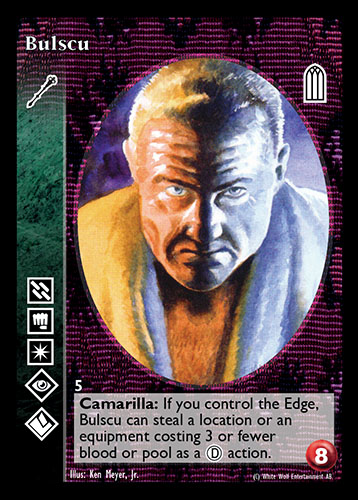 Bulscu
5
Camarilla: If you control the Edge,
Bulscu can steal a location or an
equipment costing 3 or fewer
blood or pool as a Ⓓ action.
8
Illus: Ken Meyer, Jr.
(C) White Wolf Entertainment AB.